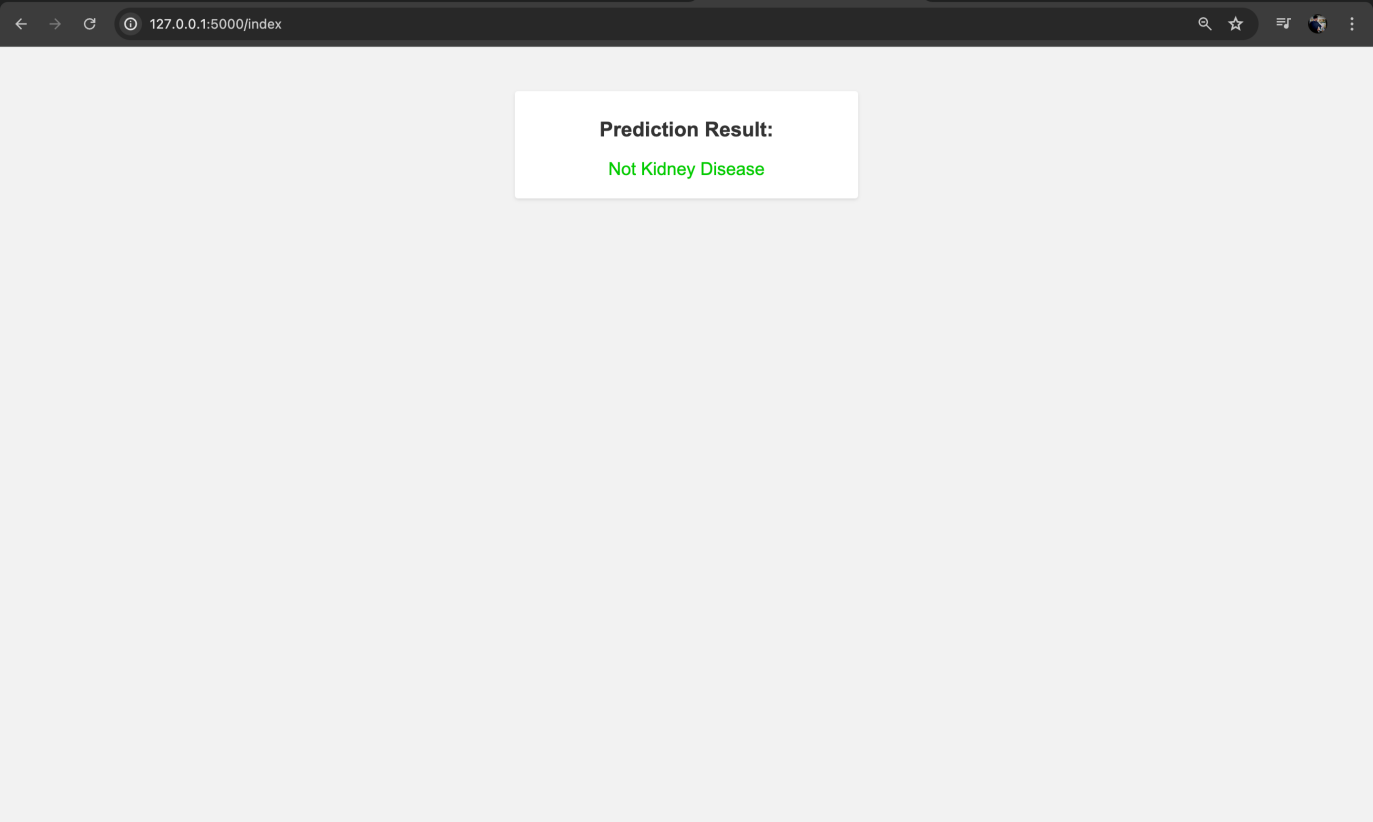 127.0.0.1:5000/index
Prediction Result:
Not Kidney Disease